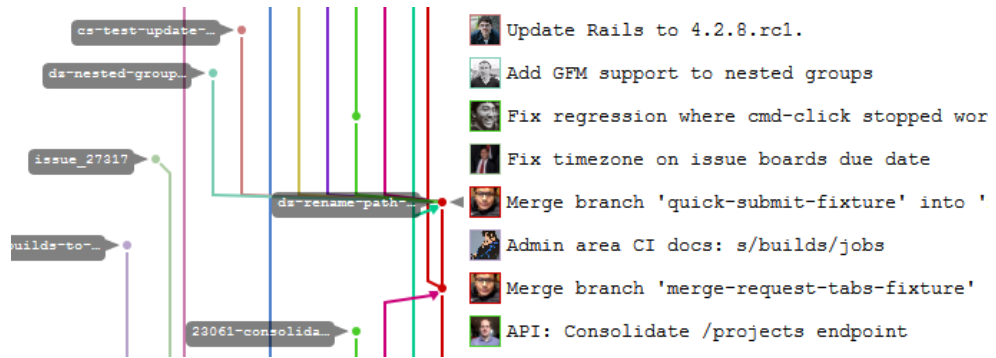 cs-test-update-… Update Rails to 4.2.8.rc1.
dz-nested-group… Add GFM support to nested groups
Fix regression where cmd-click stopped wor
issue_27317 Fix timezone on issue boards due date
dz-rename-path-… Merge branch 'quick-submit-fixture' into '
builds-to-… Admin area CI docs: s/builds/jobs
Merge branch 'merge-request-tabs-fixture'
23061-consolida… API: Consolidate /projects endpoint